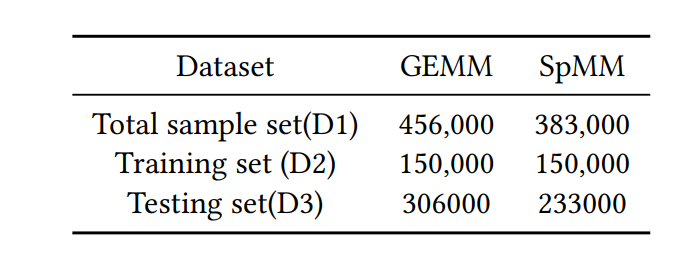 Dataset GEMM SpMM
Total sample set(D1) 456,000 383,000
Training set (D2) 150,000 150,000
Testing set(D3) 306000 233000